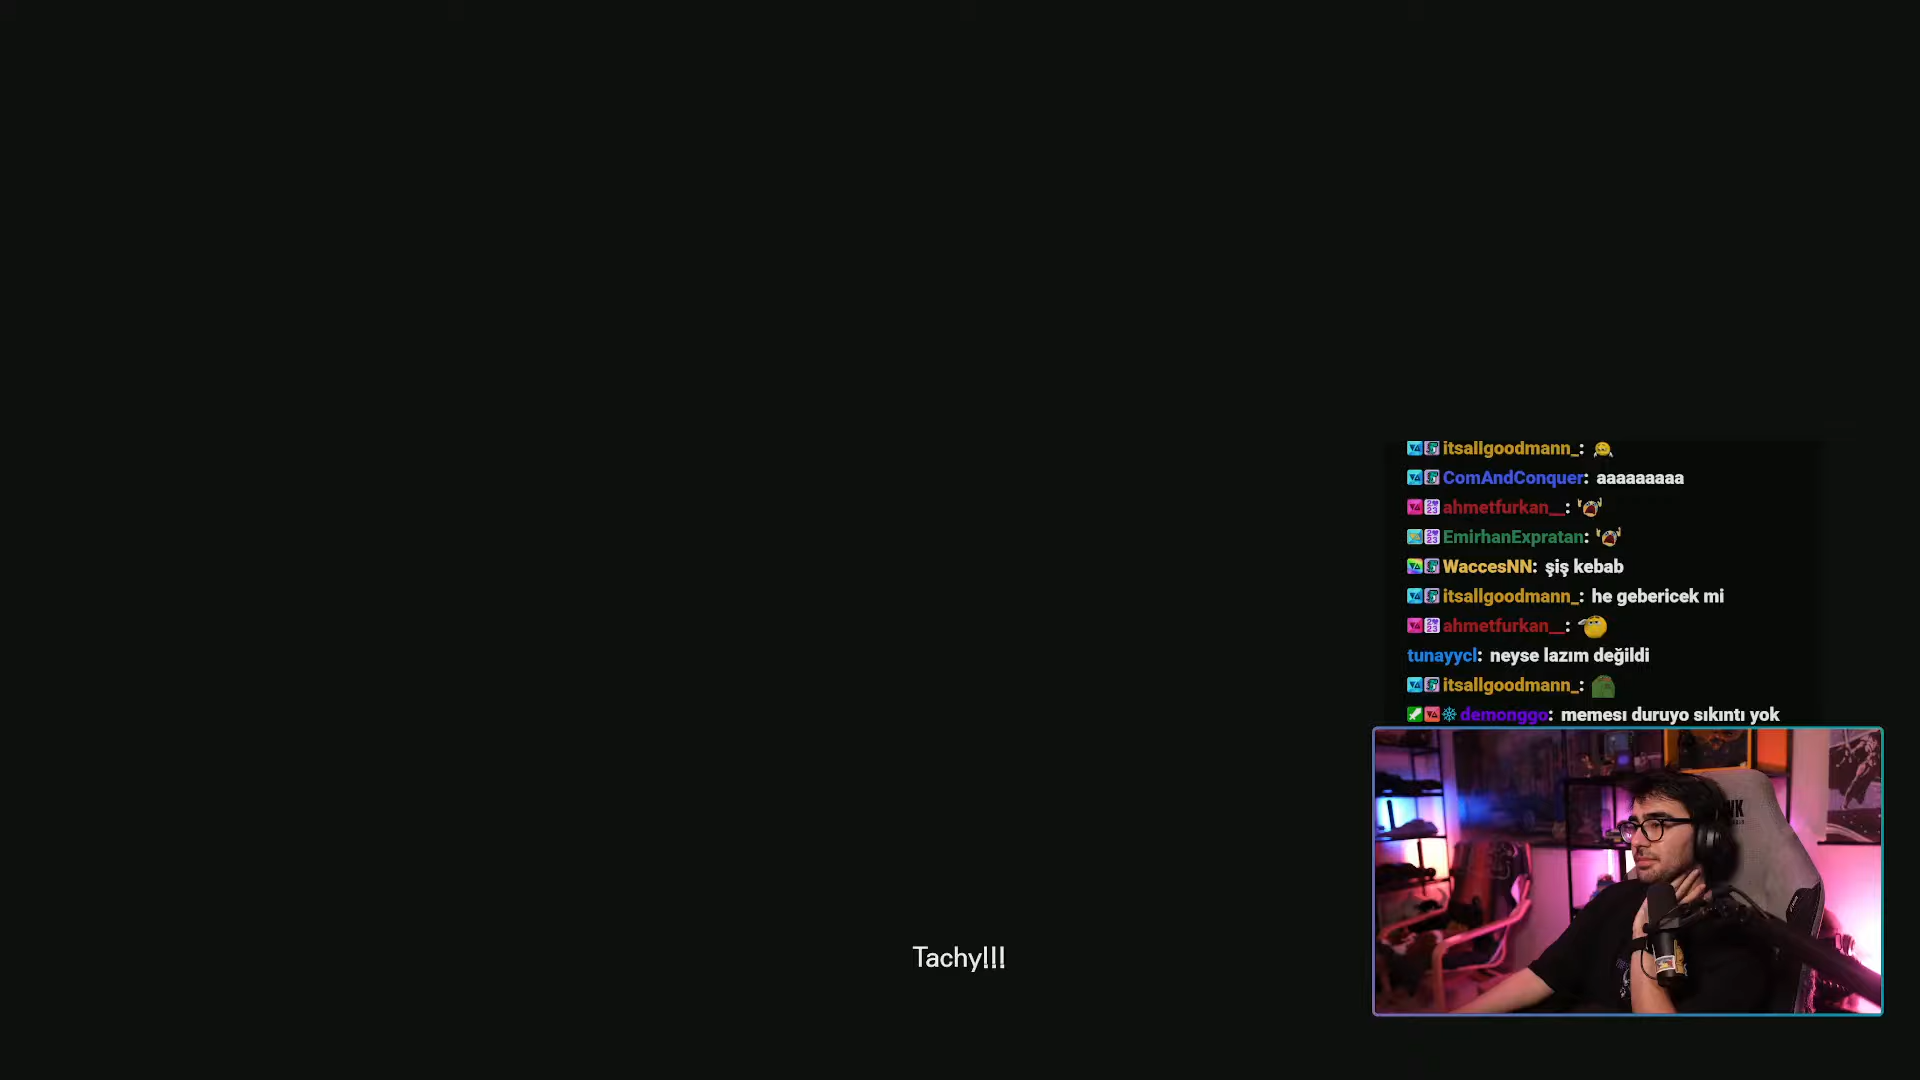 itsallgoodmann_:
ComAndConquer: aaaaaaaaa
ahmetfurkan__:
EmirhanExpratan:
WaccesNN: şiş kebab
itsallgoodmann_: he gebericek mi
ahmetfurkan__:
tunayycl: neyse lazım değildi
itsallgoodmann_:
demonggo: memesı duruyo sıkıntı yok
Tachy!!!